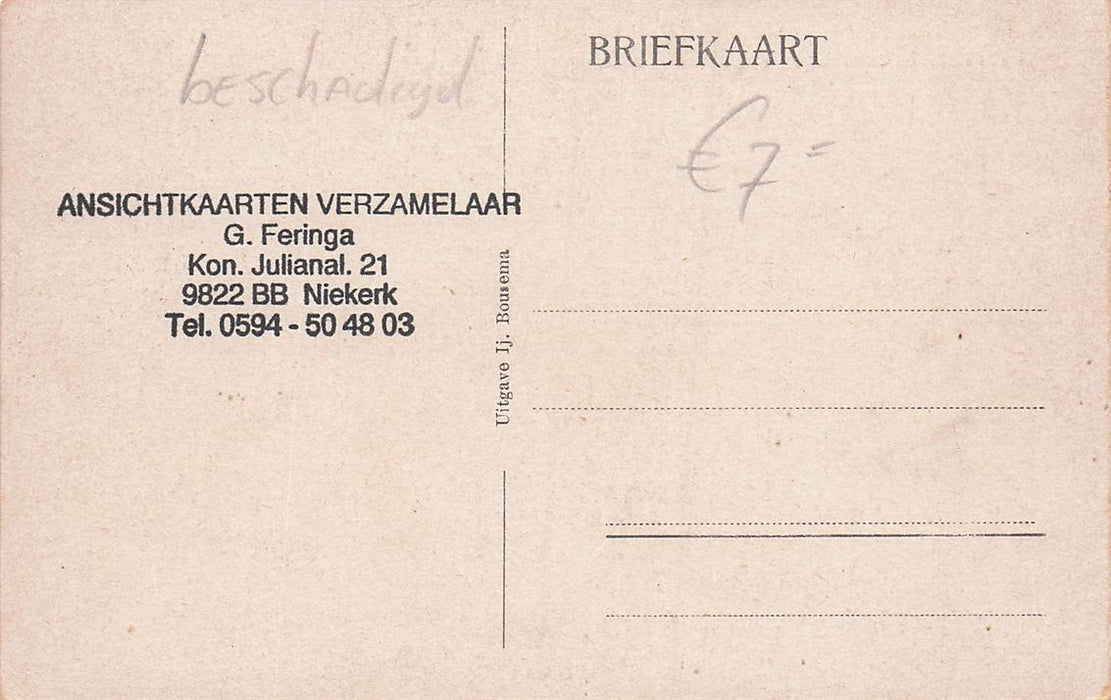 beschadigd
BRIEFKAART
€ 7 =
ANSICHTKAARTEN VERZAMELAAR
G. Feringa
Kon. Julianal. 21
9822 BB Niekerk
Tel. 0594 - 50 48 03
Uitgave Ij. Bousema